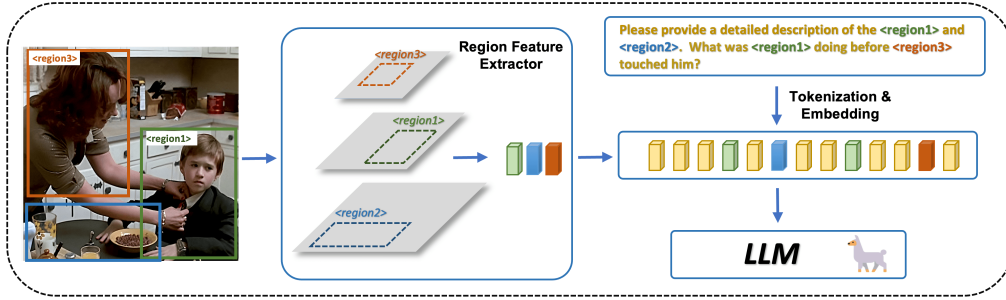 <region3>
<region1>
Region Feature
Extractor
<region3>
<region1>
<region2>
Please provide a detailed description of the <region1> and
<region2>. What was <region1> doing before <region3>
touched him?
Tokenization &
Embedding
LLM